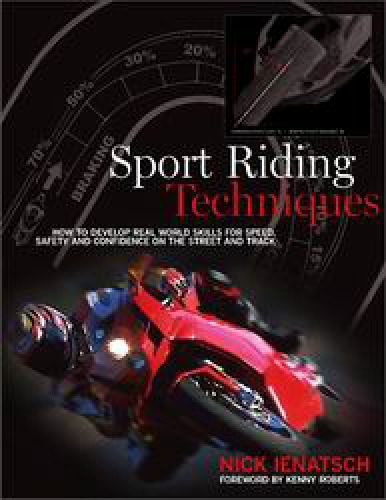 20%
30%
50%
70%
BRAKING
Sport Riding
Techniques
HOW TO DEVELOP REAL WORLD SKILLS FOR SPEED,
SAFETY AND CONFIDENCE ON THE STREET AND TRACK
NICK IENATSCH
FOREWORD BY KENNY ROBERTS